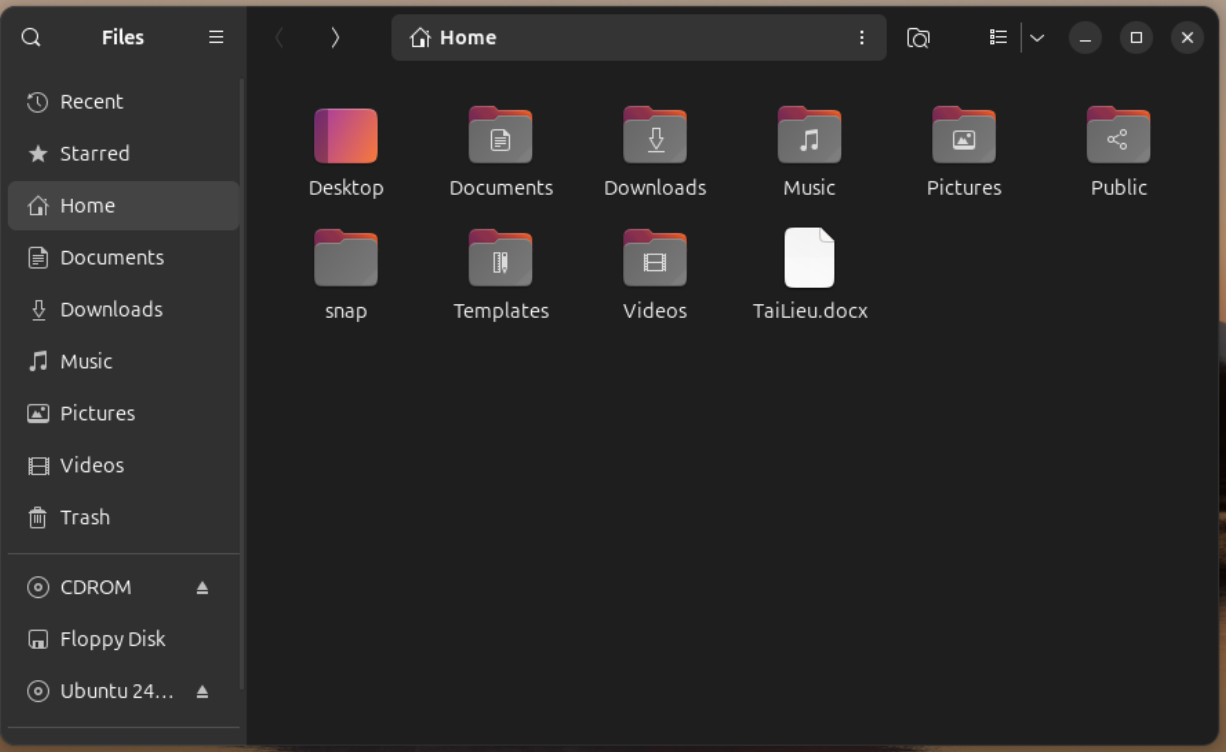 Files
Home
Recent
Starred
Home
Documents
Downloads
Music
Pictures
Videos
Trash
CDROM
Floppy Disk
Ubuntu 24...
Desktop
Documents
Downloads
Music
Pictures
Public
snap
Templates
Videos
TaiLieu.docx